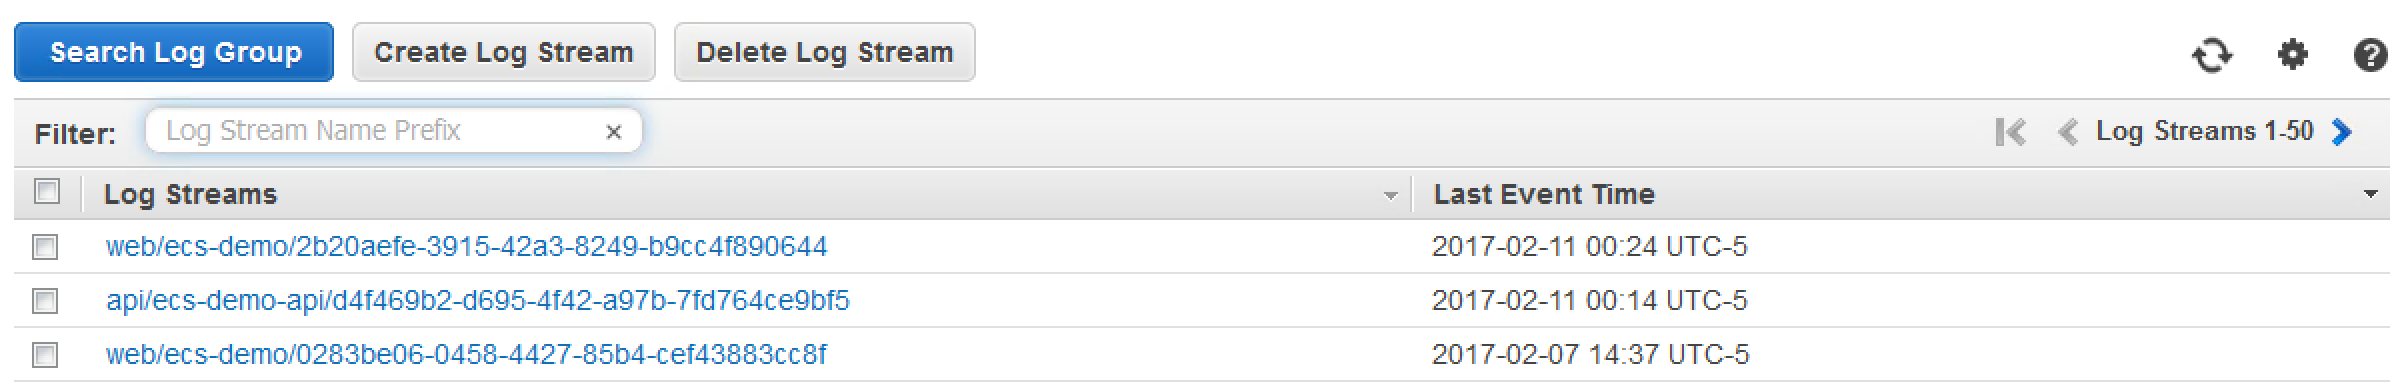 Search Log Group Create Log Stream Delete Log Stream
Filter: Log Stream Name Prefix Log Streams 1-50
Log Streams Last Event Time
web/ecs-demo/2b20aefe-3915-42a3-8249-b9cc4f890644 2017-02-11 00:24 UTC-5
api/ecs-demo-api/d4f469b2-d695-4f42-a97b-7fd764ce9bf5 2017-02-11 00:14 UTC-5
web/ecs-demo/0283be06-0458-4427-85b4-cef43883cc8f 2017-02-07 14:37 UTC-5